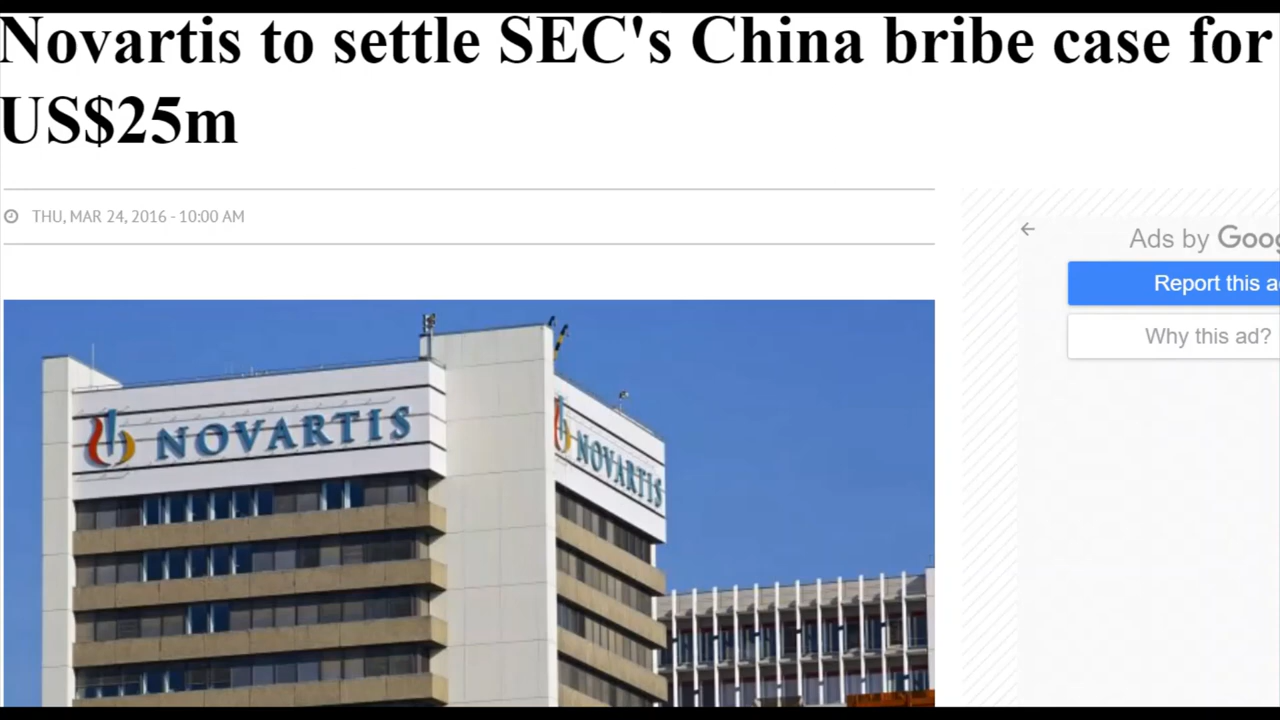 Novartis to settle SEC's China bribe case for
US$25m
THU, MAR 24, 2016 - 10:00 AM
Ads by Goog
Report this a
Why this ad?
NOVARTIS
NOVARTIS